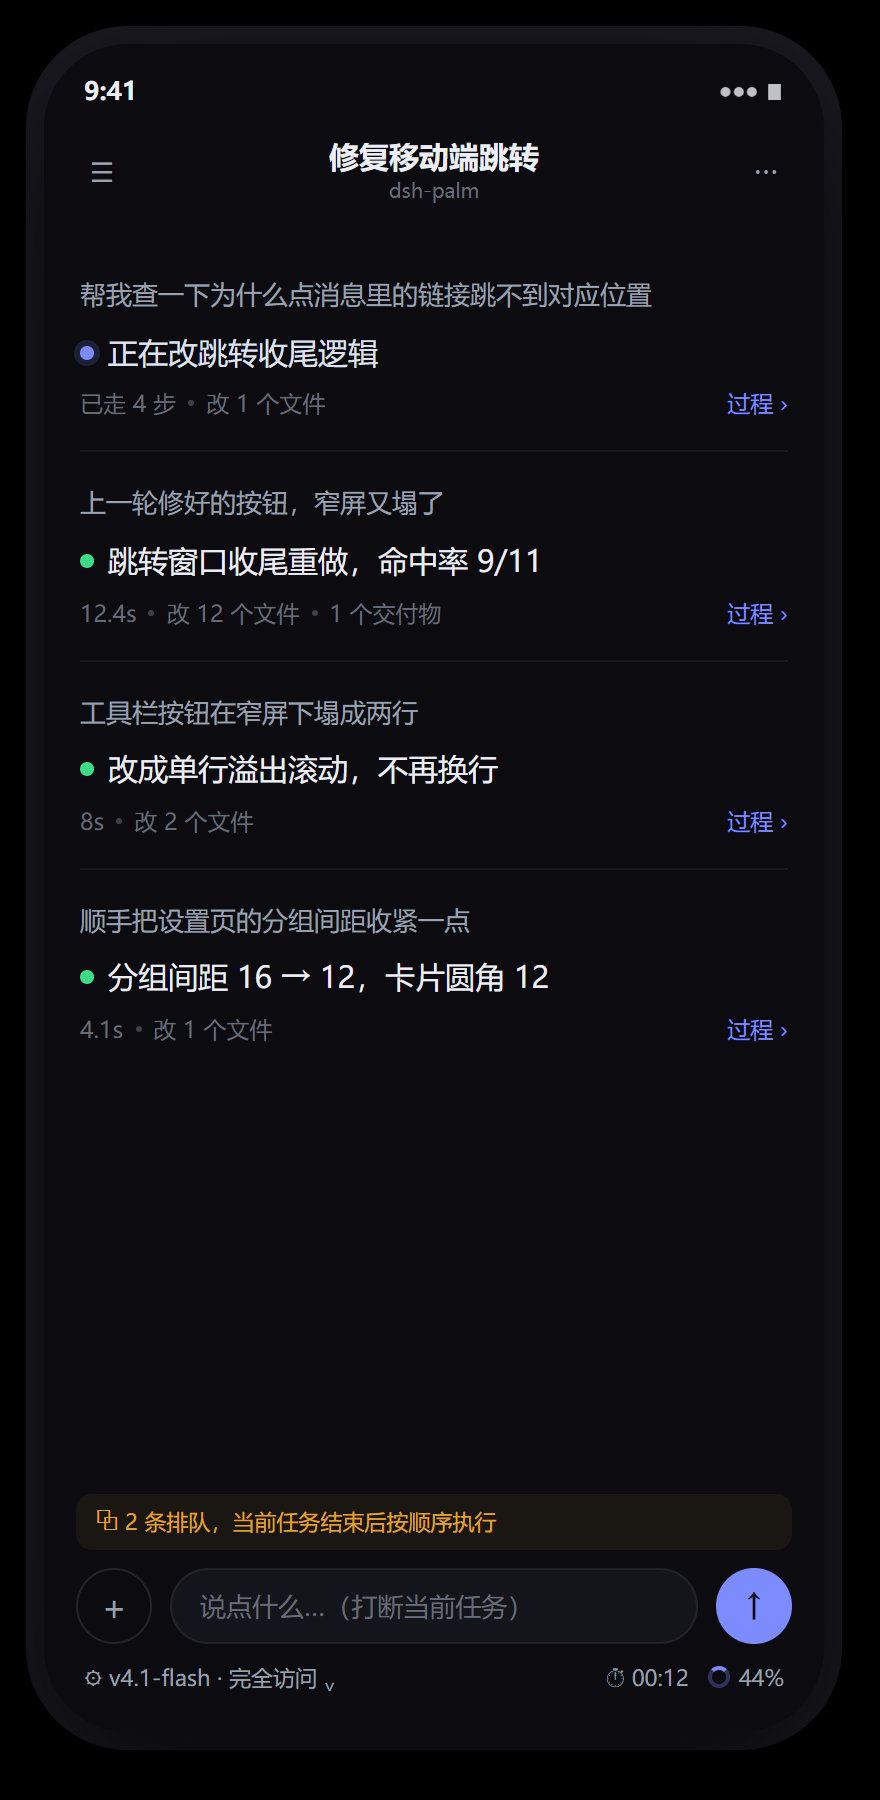 9:41
修复移动端跳转
dsh-palm
帮我查一下为什么点消息里的链接跳不到对应位置
正在改跳转收尾逻辑
已走 4 步 • 改 1 个文件 过程 ›
上一轮修好的按钮，窄屏又塌了
跳转窗口收尾重做，命中率 9/11
12.4s • 改 12 个文件 • 1 个交付物 过程 ›
工具栏按钮在窄屏下塌成两行
改成单行溢出滚动，不再换行
8s • 改 2 个文件 过程 ›
顺手把设置页的分组间距收紧一点
分组间距 16 → 12，卡片圆角 12
4.1s • 改 1 个文件 过程 ›
2 条排队，当前任务结束后按顺序执行
说点什么...（打断当前任务）
v4.1-flash · 完全访问 00:12 44%